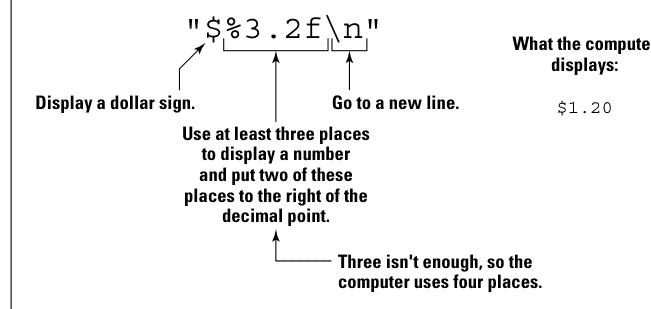 "$%3.2f\n"
What the compute
displays:
Display a dollar sign.
Go to a new line.
$1.20
Use at least three places
to display a number
and put two of these
places to the right of the
decimal point.
Three isn't enough, so the
computer uses four places.